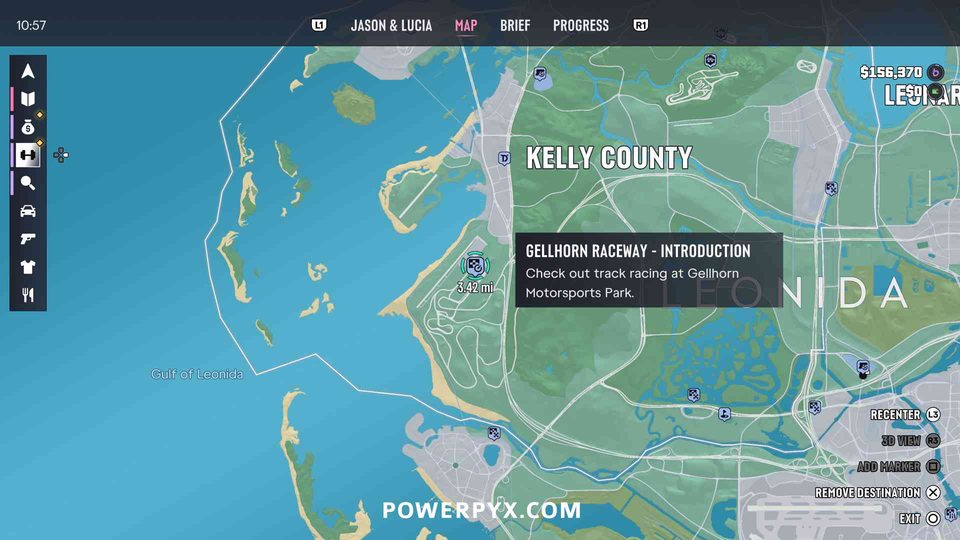 10:57
L1
JASON & LUCIA
MAP
BRIEF
PROGRESS
R1
$156,370
$0
KELLY COUNTY
GELLHORN RACEWAY - INTRODUCTION
Check out track racing at Gellhorn
Motorsports Park.
3.42 mi
LEONIDA
Gulf of Leonida
RECENTER L3
3D VIEW R3
ADD MARKER
REMOVE DESTINATION
EXIT
POWERPYX.COM